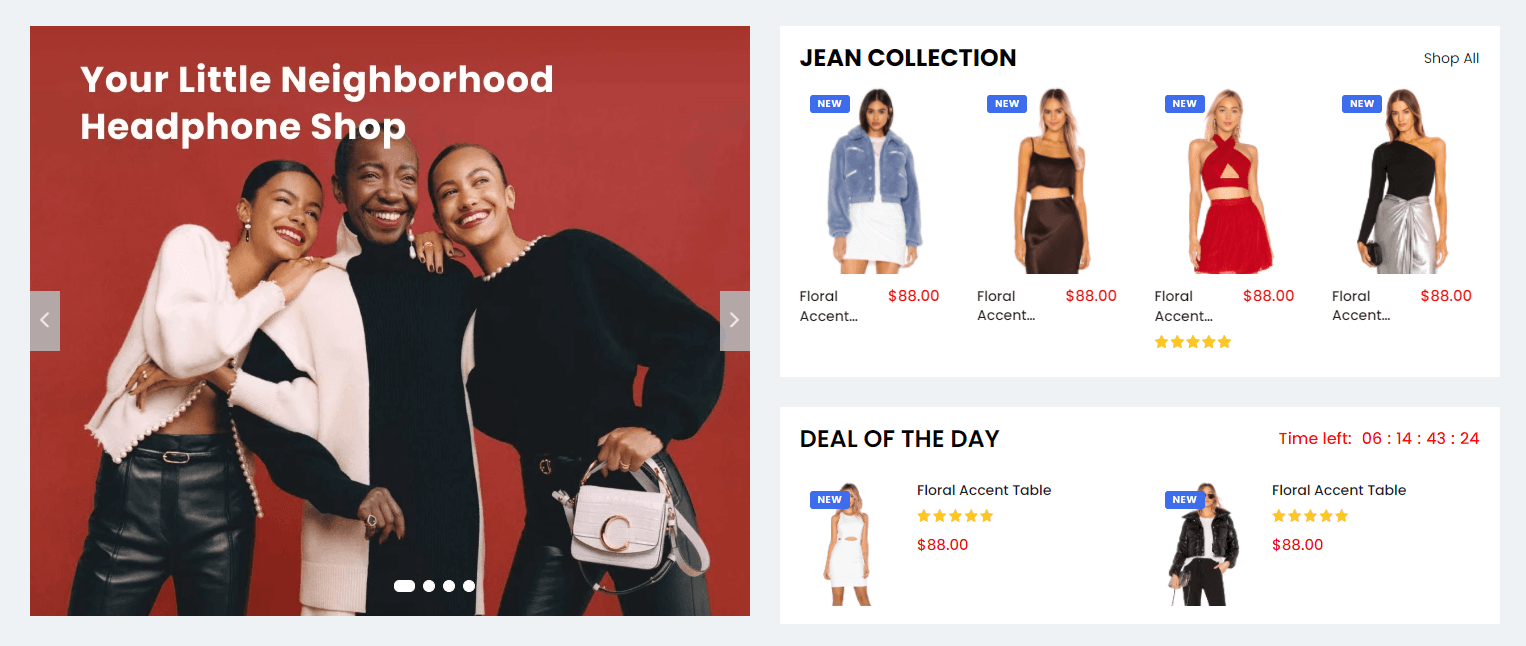 Your Little Neighborhood
Headphone Shop
JEAN COLLECTION
Shop All
NEW
NEW
NEW
NEW
Floral
Accent...
$88.00
Floral
Accent...
$88.00
Floral
Accent...
$88.00
Floral
Accent...
$88.00
DEAL OF THE DAY
Time left: 06 : 14 : 43 : 24
NEW
Floral Accent Table
$88.00
NEW
Floral Accent Table
$88.00